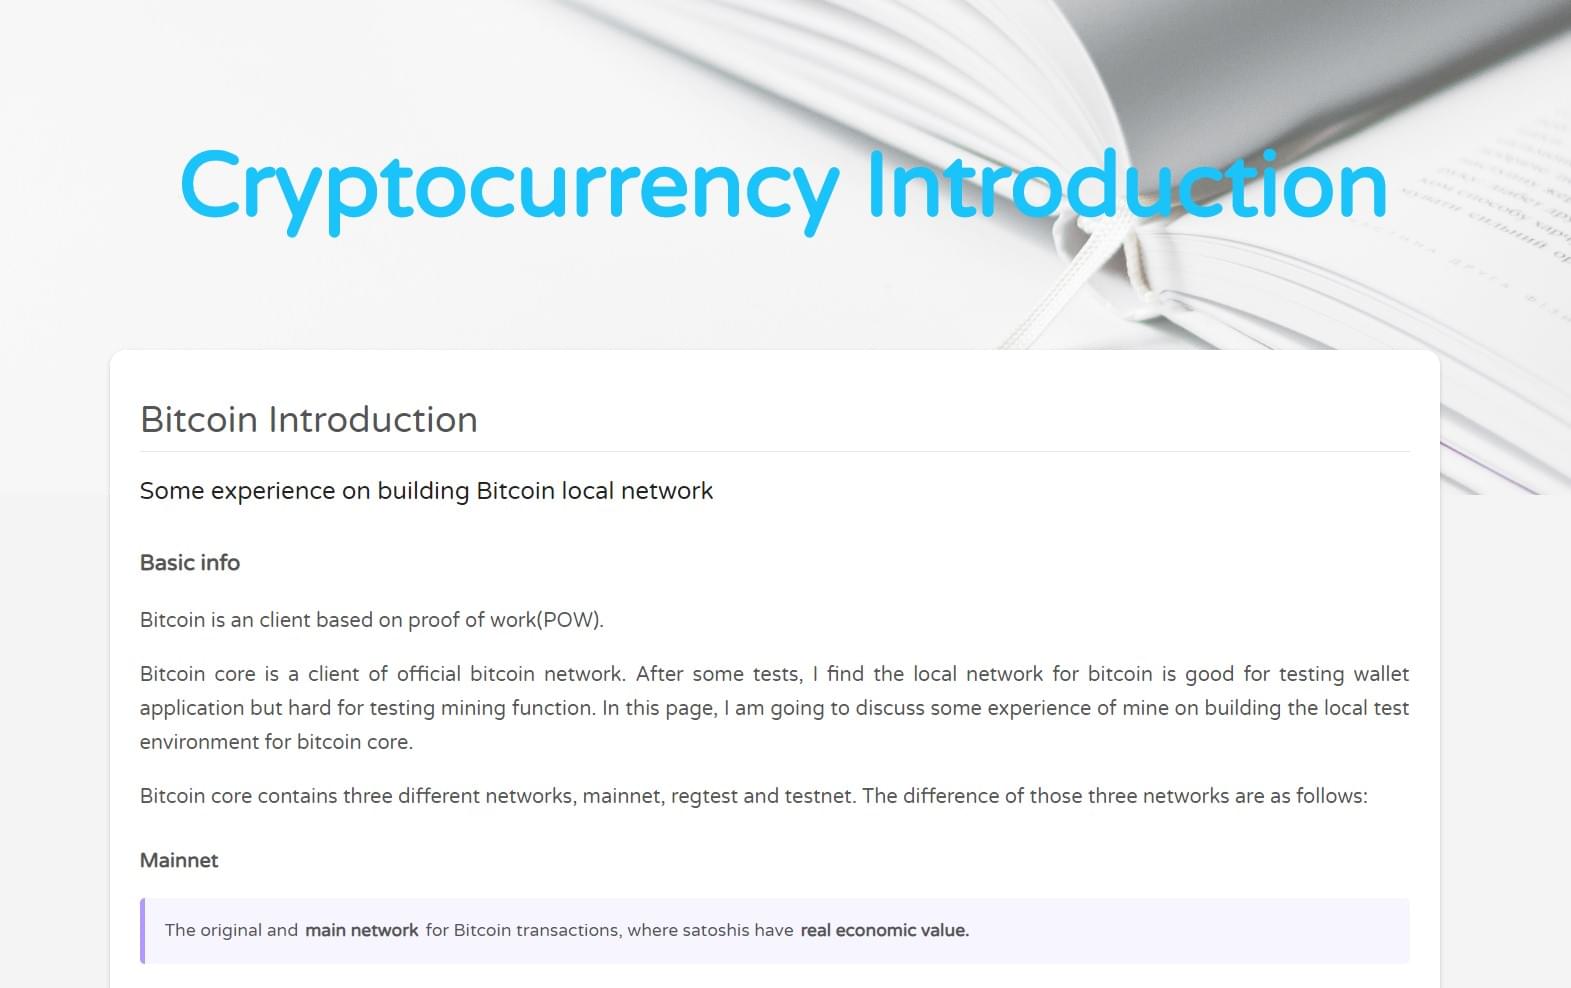 Cryptocurrency Introduction
Bitcoin Introduction
Some experience on building Bitcoin local network
Basic info
Bitcoin is an client based on proof of work(POW).
Bitcoin core is a client of official bitcoin network. After some tests, I find the local network for bitcoin is good for testing wallet
application but hard for testing mining function. In this page, I am going to discuss some experience of mine on building the local test
environment for bitcoin core.
Bitcoin core contains three different networks, mainnet, regtest and testnet. The difference of those three networks are as follows:
Mainnet
The original and main network for Bitcoin transactions, where satoshis have real economic value.